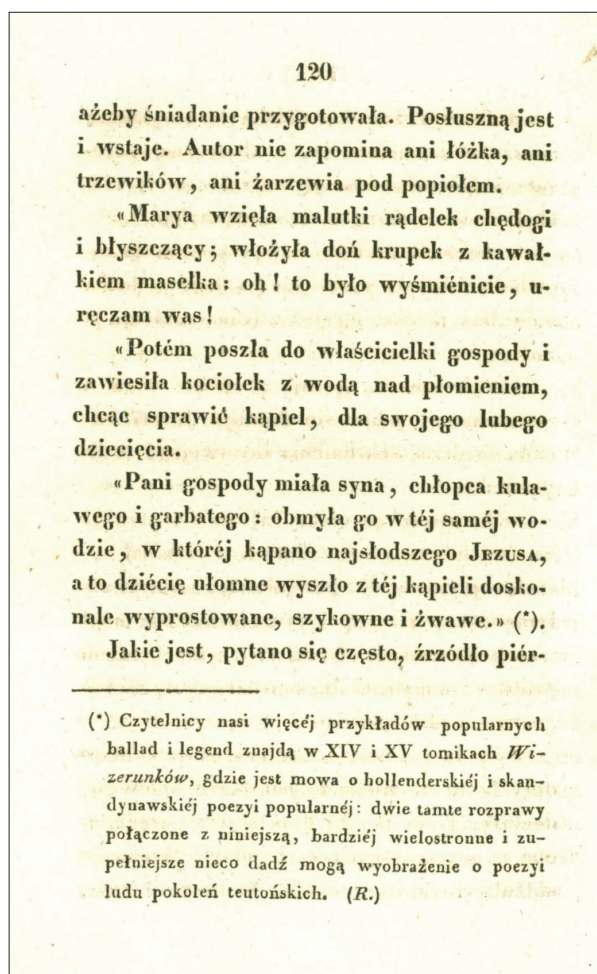 120
ażeby śniadanie przygotowała. Posłuszną jest
i wstaje. Autor nie zapomina ani łóżka, ani
trzewików, ani żarzewia pod popiołem.
«Marya wzięła malutki rądelek chędogi
i błyszczący; włożyła doń krupek z kawał-
kiem masełka: oh! to było wyśmiénicie, u-
ręczam was!
«Potém poszła do właścicielki gospody i
zawiesiła kociołek z wodą nad płomieniem,
chcąc sprawić kąpiel, dla swojego lubego
dziecięcia.
«Pani gospody miała syna, chłopca kula-
wego i garbatego: obmyła go w téj saméj wo-
dzie, w któréj kąpano najsłodszego JEZUSA,
a to dziécię ułomne wyszło z téj kąpieli dosko-
nale wyprostowane, szykowne i żwawe.» (*).
Jakie jest, pytano się często, źrzódło piér-
(*) Czytelnicy nasi więcéj przykładów popularnych
ballad i legend znajdą w XIV i XV tomikach Wi-
zerunków, gdzie jest mowa o hollenderskiéj i skan-
dynawskiéj poezyi popularnéj: dwie tamte rozprawy
połączone z niniejszą, bardziéj wielostronne i zu-
pełniejsze nieco dadź mogą wyobrażenie o poezyi
ludu pokoleń teutońskich. (R.)